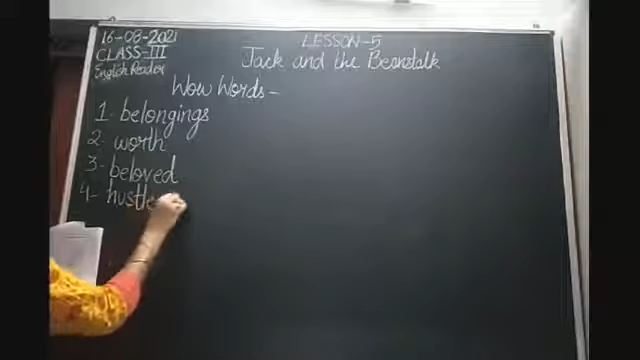 16-08-2021
CLASS-III
English Reader
LESSON-5
Jack and the Beanstalk
Wow Words-
1. belongings
2. worth
3- beloved
4- hustle